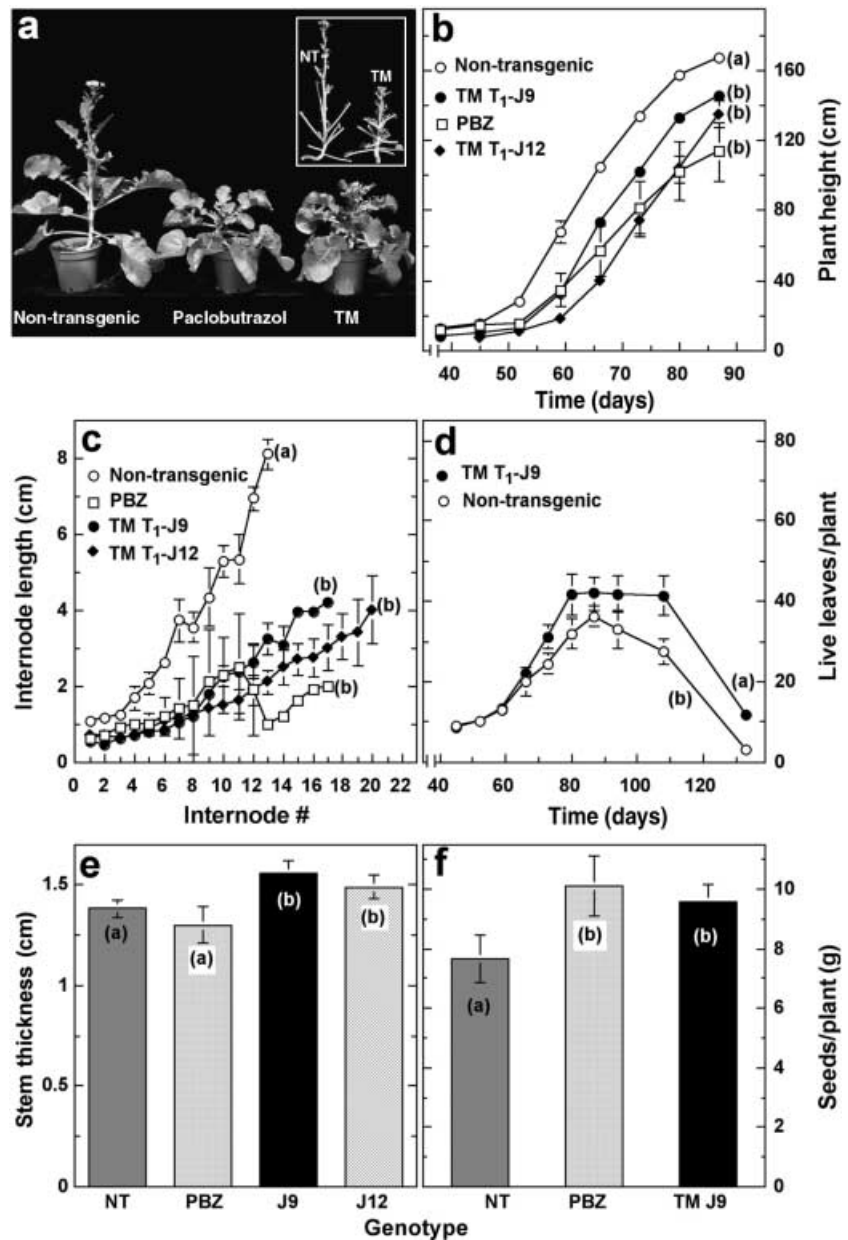 a
NT
TM
Non-transgenic
Paclobutrazol
TM
b
Non-transgenic
TM T₁-J9
PBZ
TM T₁-J12
(a)
(b)
(b)
(b)
160
120
80
40
0
Plant height (cm)
40 50 60 70 80 90
Time (days)
c
Non-transgenic
PBZ
TM T₁-J9
TM T₁-J12
(a)
(b)
(b)
(b)
8
6
4
2
0
Internode length (cm)
0 2 4 6 8 10 12 14 16 18 20 22
Internode #
d
TM T₁-J9
Non-transgenic
(a)
(b)
80
60
40
20
0
Live leaves/plant
40 60 80 100 120
Time (days)
e
1.5
1
0.5
0
Stem thickness (cm)
(a)
(a)
(b)
(b)
NT PBZ J9 J12
f
(a)
(b)
(b)
10
8
6
4
2
0
Seeds/plant (g)
NT PBZ TM J9
Genotype